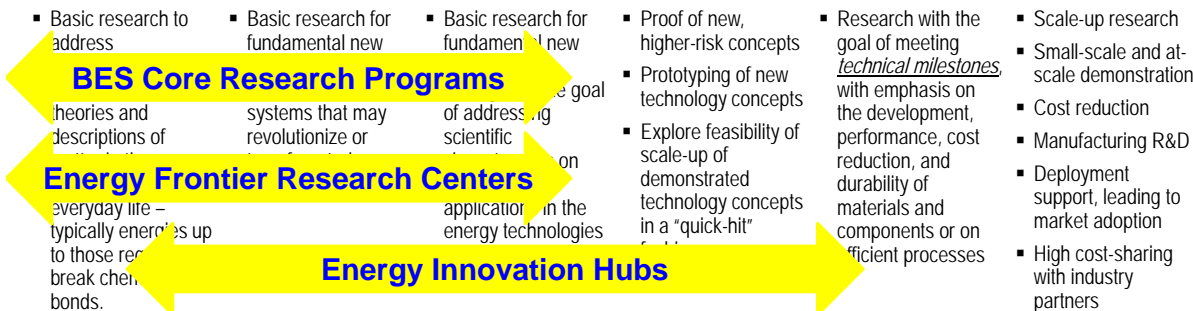 ▪ Basic research to
address
theories and
descriptions of
everyday life –
typically energies up
to those
break
bonds.
▪ Basic research for
fundamental new
systems that may
revolutionize or
▪ Basic research for
fundamental new
goal
of addressing
scientific
on
applications in the
energy technologies
▪ Proof of new,
higher-risk concepts
▪ Prototyping of new
technology concepts
▪ Explore feasibility of
scale-up of
demonstrated
technology concepts
in a “quick-hit”
▪ Research with the
goal of meeting
technical milestones,
with emphasis on
the development,
performance, cost
reduction, and
durability of
materials and
components or on
efficient processes
▪ Scale-up research
▪ Small-scale and at-
scale demonstration
▪ Cost reduction
▪ Manufacturing R&D
▪ Deployment
support, leading to
market adoption
▪ High cost-sharing
with industry
partners
BES Core Research Programs
Energy Frontier Research Centers
Energy Innovation Hubs